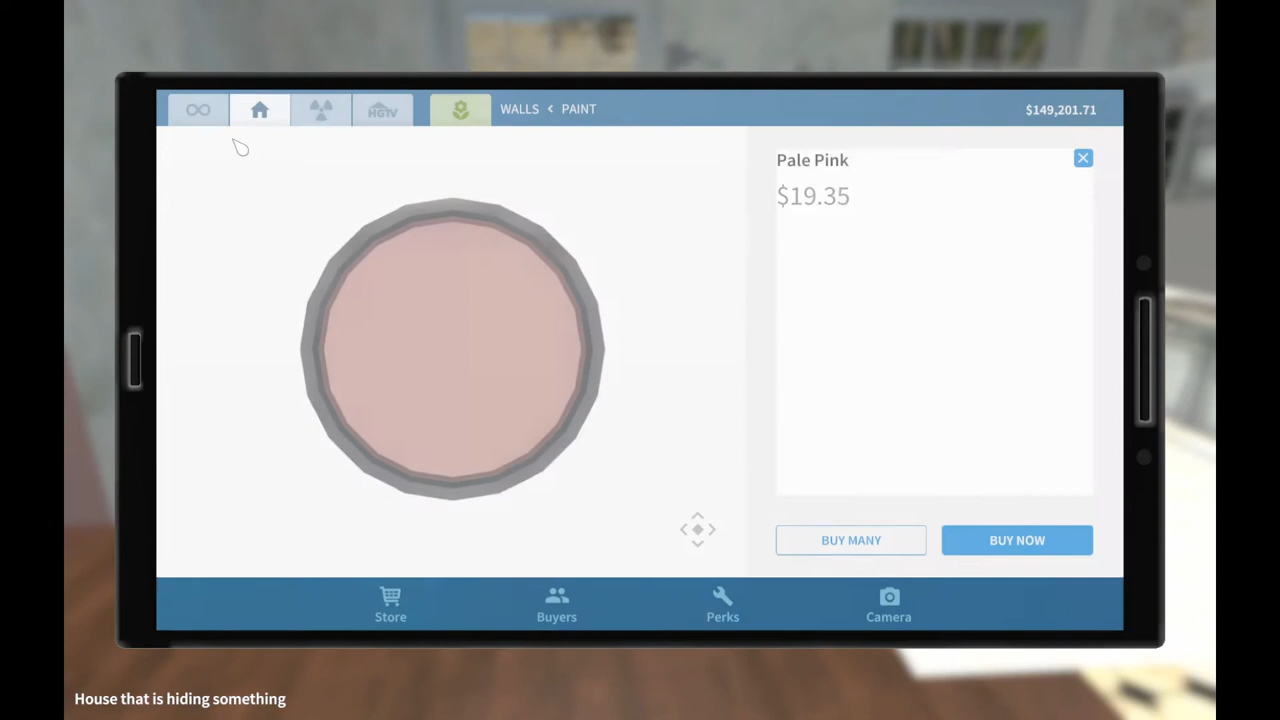 HGTV
WALLS < PAINT
$149,201.71
Pale Pink
$19.35
BUY MANY
BUY NOW
Store
Buyers
Perks
Camera
House that is hiding something